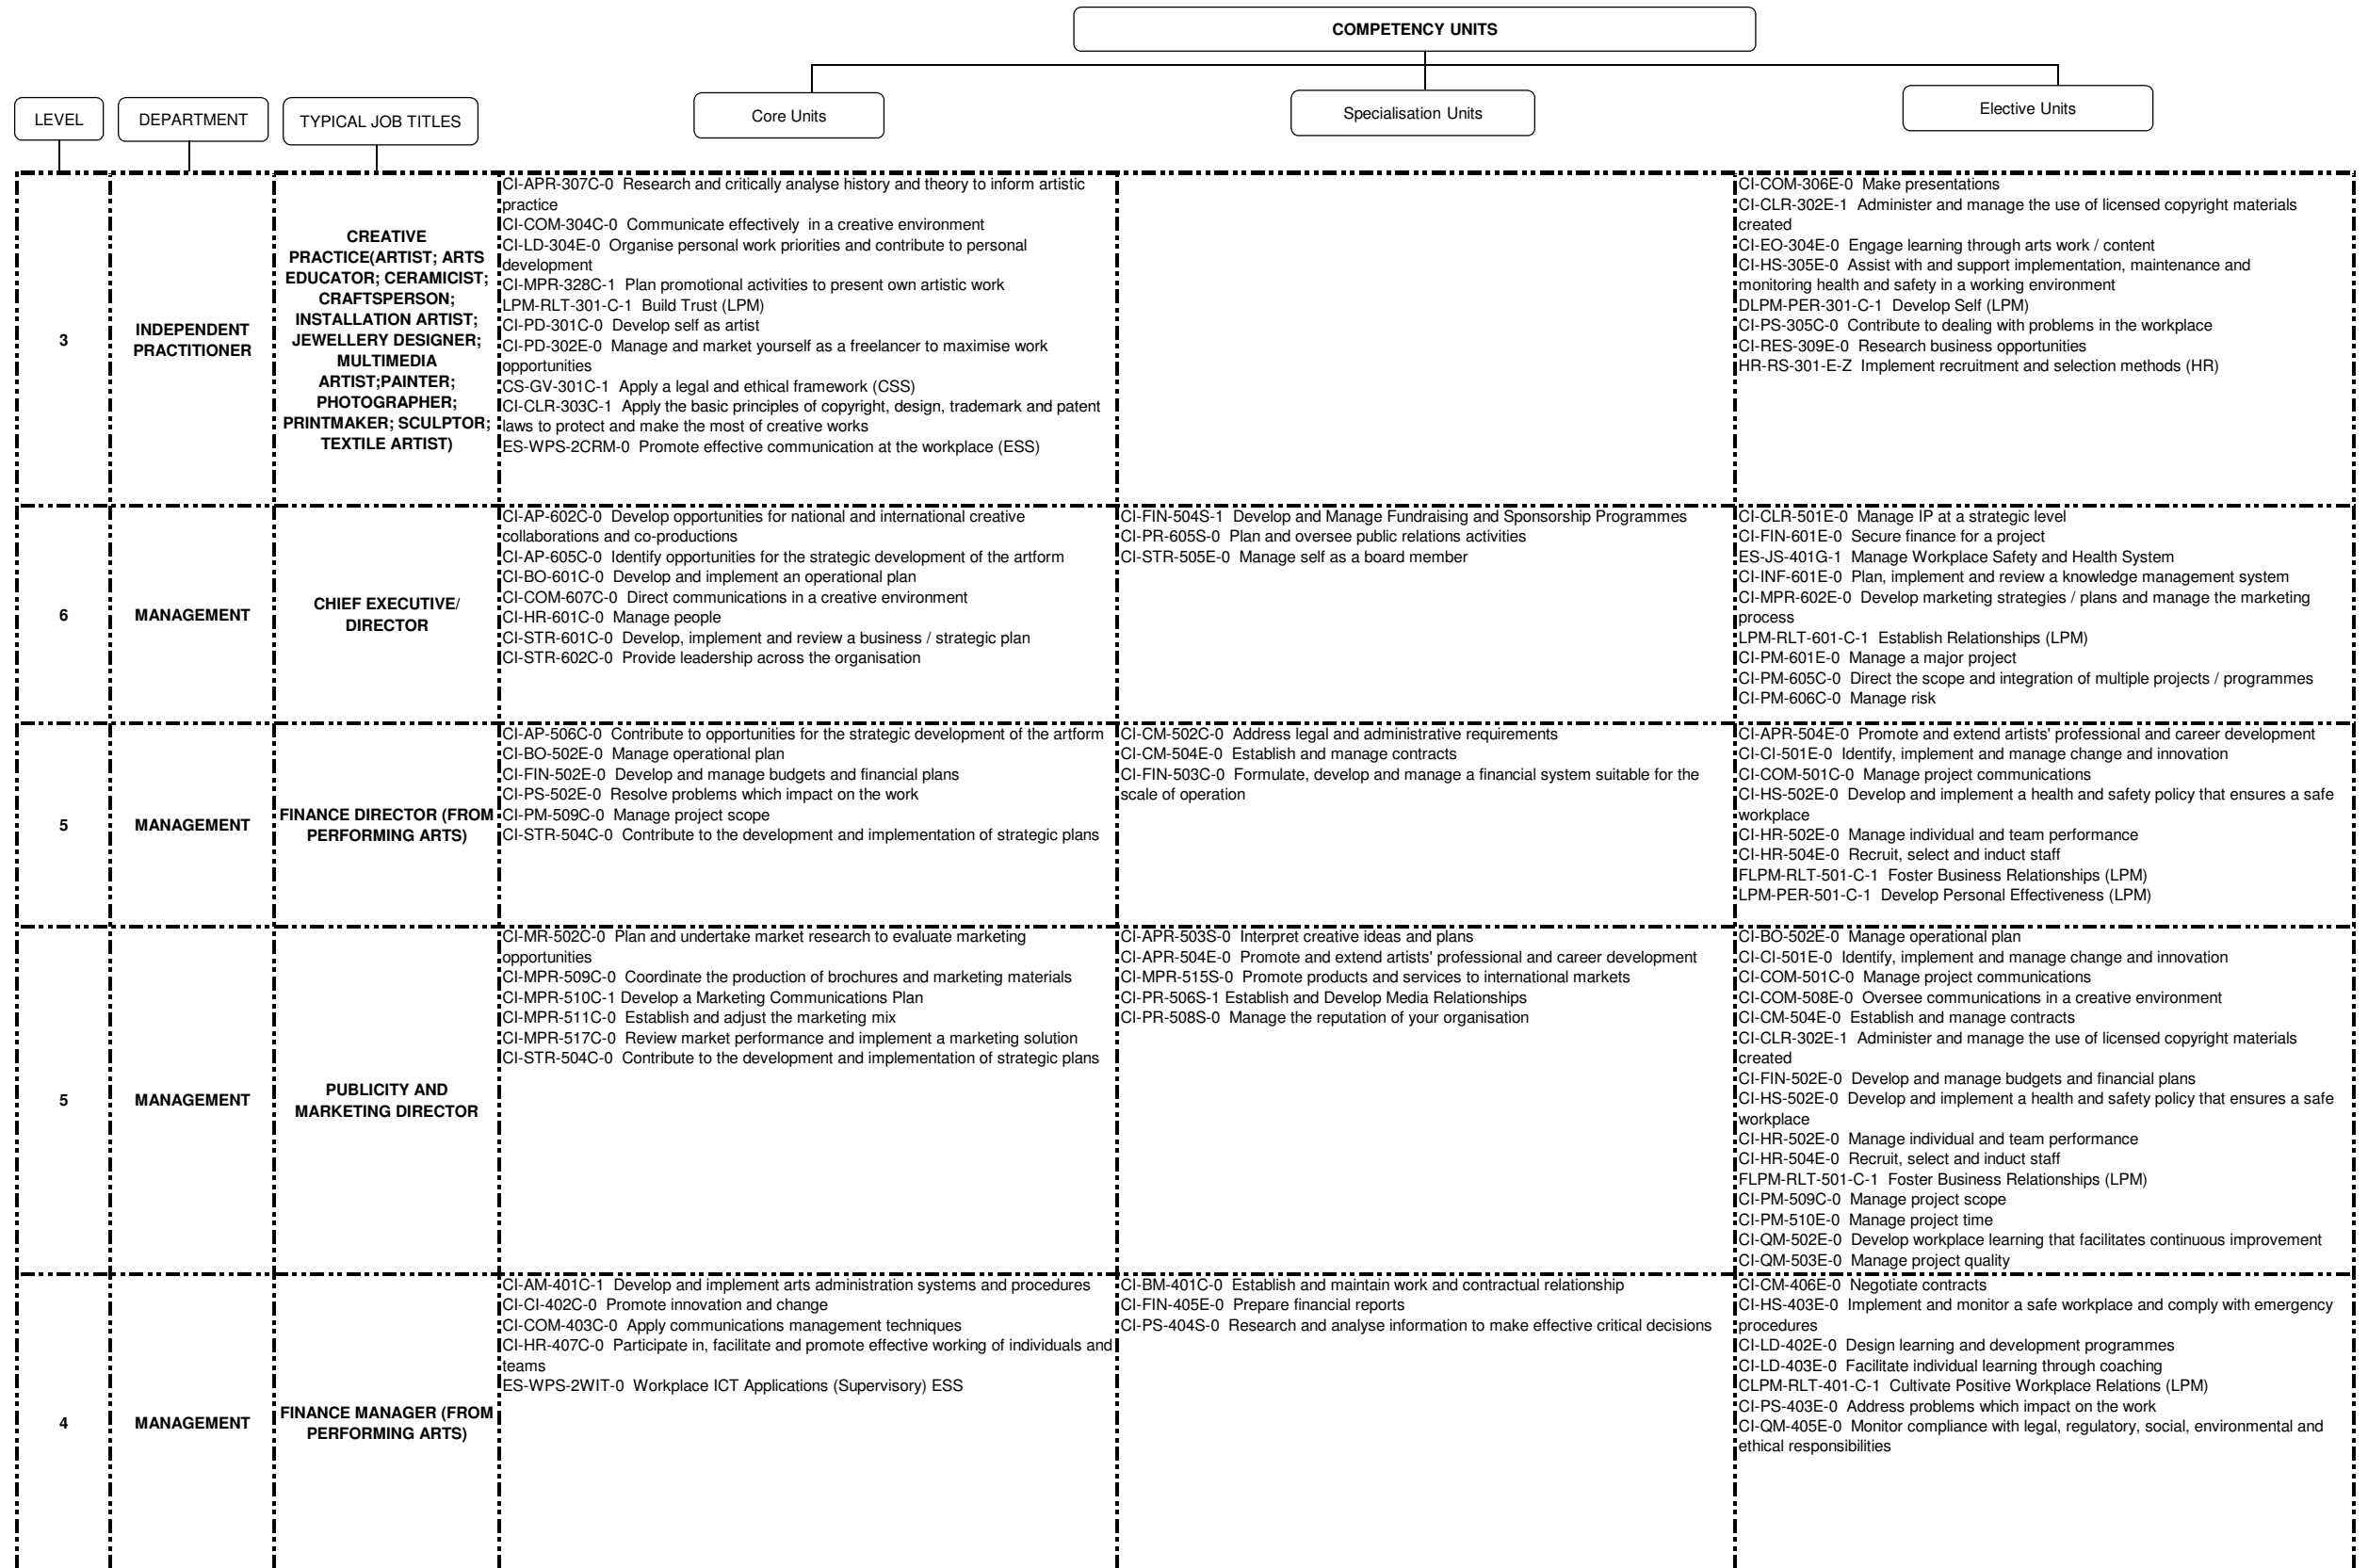 COMPETENCY UNITS
LEVEL
DEPARTMENT
TYPICAL JOB TITLES
Core Units
Specialisation Units
Elective Units
3
INDEPENDENT
PRACTITIONER
CREATIVE
PRACTICE(ARTIST; ARTS
EDUCATOR; CERAMICIST;
CRAFTSPERSON;
INSTALLATION ARTIST;
JEWELLERY DESIGNER;
MULTIMEDIA
ARTIST;PAINTER;
PHOTOGRAPHER;
PRINTMAKER; SCULPTOR;
TEXTILE ARTIST)
CI-APR-307C-0  Research and critically analyse history and theory to inform artistic
practice
CI-COM-304C-0  Communicate effectively  in a creative environment
CI-LD-304E-0  Organise personal work priorities and contribute to personal
development
CI-MPR-328C-1  Plan promotional activities to present own artistic work
LPM-RLT-301-C-1  Build Trust (LPM)
CI-PD-301C-0  Develop self as artist
CI-PD-302E-0  Manage and market yourself as a freelancer to maximise work
opportunities
CS-GV-301C-1  Apply a legal and ethical framework (CSS)
CI-CLR-303C-1  Apply the basic principles of copyright, design, trademark and patent
laws to protect and make the most of creative works
ES-WPS-2CRM-0  Promote effective communication at the workplace (ESS)
CI-COM-306E-0  Make presentations
CI-CLR-302E-1  Administer and manage the use of licensed copyright materials
created
CI-EO-304E-0  Engage learning through arts work / content
CI-HS-305E-0  Assist with and support implementation, maintenance and
monitoring health and safety in a working environment
DLPM-PER-301-C-1  Develop Self (LPM)
CI-PS-305C-0  Contribute to dealing with problems in the workplace
CI-RES-309E-0  Research business opportunities
HR-RS-301-E-Z  Implement recruitment and selection methods (HR)
6
MANAGEMENT
CHIEF EXECUTIVE/
DIRECTOR
CI-AP-602C-0  Develop opportunities for national and international creative
collaborations and co-productions
CI-AP-605C-0  Identify opportunities for the strategic development of the artform
CI-BO-601C-0  Develop and implement an operational plan
CI-COM-607C-0  Direct communications in a creative environment
CI-HR-601C-0  Manage people
CI-STR-601C-0  Develop, implement and review a business / strategic plan
CI-STR-602C-0  Provide leadership across the organisation
CI-FIN-504S-1  Develop and Manage Fundraising and Sponsorship Programmes
CI-PR-605S-0  Plan and oversee public relations activities
CI-STR-505E-0  Manage self as a board member
CI-CLR-501E-0  Manage IP at a strategic level
CI-FIN-601E-0  Secure finance for a project
ES-JS-401G-1  Manage Workplace Safety and Health System
CI-INF-601E-0  Plan, implement and review a knowledge management system
CI-MPR-602E-0  Develop marketing strategies / plans and manage the marketing
process
LPM-RLT-601-C-1  Establish Relationships (LPM)
CI-PM-601E-0  Manage a major project
CI-PM-605C-0  Direct the scope and integration of multiple projects / programmes
CI-PM-606C-0  Manage risk
5
MANAGEMENT
FINANCE DIRECTOR (FROM
PERFORMING ARTS)
CI-AP-506C-0  Contribute to opportunities for the strategic development of the artform
CI-BO-502E-0  Manage operational plan
CI-FIN-502E-0  Develop and manage budgets and financial plans
CI-PS-502E-0  Resolve problems which impact on the work
CI-PM-509C-0  Manage project scope
CI-STR-504C-0  Contribute to the development and implementation of strategic plans
CI-CM-502C-0  Address legal and administrative requirements
CI-CM-504E-0  Establish and manage contracts
CI-FIN-503C-0  Formulate, develop and manage a financial system suitable for the
scale of operation
CI-APR-504E-0  Promote and extend artists' professional and career development
CI-CI-501E-0  Identify, implement and manage change and innovation
CI-COM-501C-0  Manage project communications
CI-HS-502E-0  Develop and implement a health and safety policy that ensures a safe
workplace
CI-HR-502E-0  Manage individual and team performance
CI-HR-504E-0  Recruit, select and induct staff
FLPM-RLT-501-C-1  Foster Business Relationships (LPM)
LPM-PER-501-C-1  Develop Personal Effectiveness (LPM)
5
MANAGEMENT
PUBLICITY AND
MARKETING DIRECTOR
CI-MR-502C-0  Plan and undertake market research to evaluate marketing
opportunities
CI-MPR-509C-0  Coordinate the production of brochures and marketing materials
CI-MPR-510C-1 Develop a Marketing Communications Plan
CI-MPR-511C-0  Establish and adjust the marketing mix
CI-MPR-517C-0  Review market performance and implement a marketing solution
CI-STR-504C-0  Contribute to the development and implementation of strategic plans
CI-APR-503S-0  Interpret creative ideas and plans
CI-APR-504E-0  Promote and extend artists' professional and career development
CI-MPR-515S-0  Promote products and services to international markets
CI-PR-506S-1 Establish and Develop Media Relationships
CI-PR-508S-0  Manage the reputation of your organisation
CI-BO-502E-0  Manage operational plan
CI-CI-501E-0  Identify, implement and manage change and innovation
CI-COM-501C-0  Manage project communications
CI-COM-508E-0  Oversee communications in a creative environment
CI-CM-504E-0  Establish and manage contracts
CI-CLR-302E-1  Administer and manage the use of licensed copyright materials
created
CI-FIN-502E-0  Develop and manage budgets and financial plans
CI-HS-502E-0  Develop and implement a health and safety policy that ensures a safe
workplace
CI-HR-502E-0  Manage individual and team performance
CI-HR-504E-0  Recruit, select and induct staff
FLPM-RLT-501-C-1  Foster Business Relationships (LPM)
CI-PM-509C-0  Manage project scope
CI-PM-510E-0  Manage project time
CI-QM-502E-0  Develop workplace learning that facilitates continuous improvement
CI-QM-503E-0  Manage project quality
4
MANAGEMENT
FINANCE MANAGER (FROM
PERFORMING ARTS)
CI-AM-401C-1  Develop and implement arts administration systems and procedures
CI-CI-402C-0  Promote innovation and change
CI-COM-403C-0  Apply communications management techniques
CI-HR-407C-0  Participate in, facilitate and promote effective working of individuals and
teams
ES-WPS-2WIT-0  Workplace ICT Applications (Supervisory) ESS
CI-BM-401C-0  Establish and maintain work and contractual relationship
CI-FIN-405E-0  Prepare financial reports
CI-PS-404S-0  Research and analyse information to make effective critical decisions
CI-CM-406E-0  Negotiate contracts
CI-HS-403E-0  Implement and monitor a safe workplace and comply with emergency
procedures
CI-LD-402E-0  Design learning and development programmes
CI-LD-403E-0  Facilitate individual learning through coaching
CLPM-RLT-401-C-1  Cultivate Positive Workplace Relations (LPM)
CI-PS-403E-0  Address problems which impact on the work
CI-QM-405E-0  Monitor compliance with legal, regulatory, social, environmental and
ethical responsibilities